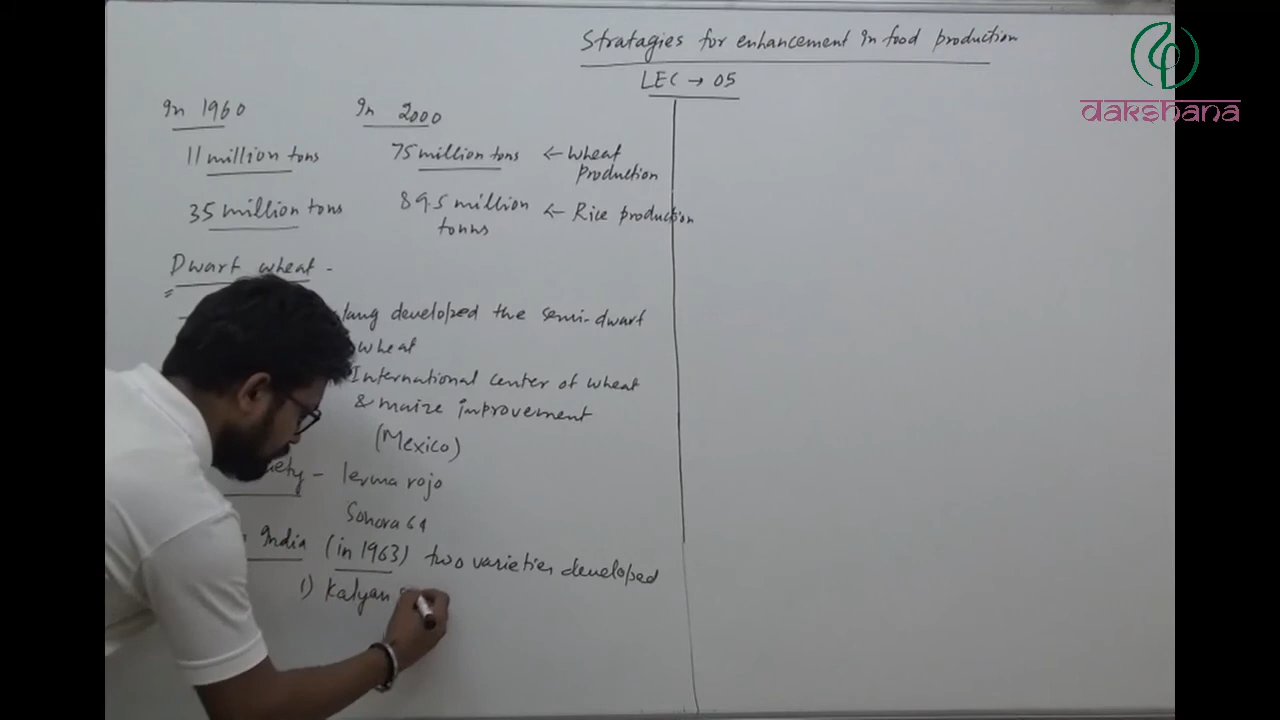 Stratagies for enhancement in food production
LEC → 05
dakshana
In 1960 In 2000
11 million tons 75 million tons ← Wheat production
35 million tons 89.5 million tonns ← Rice production
Dwart wheat -
lang developed the semi-dwart
wheat
International center of wheat
& maize improvement
(Mexico)
iety - lerma rojo
Sonora 64
India (in 1963) two varieties developed
1) Kalyan